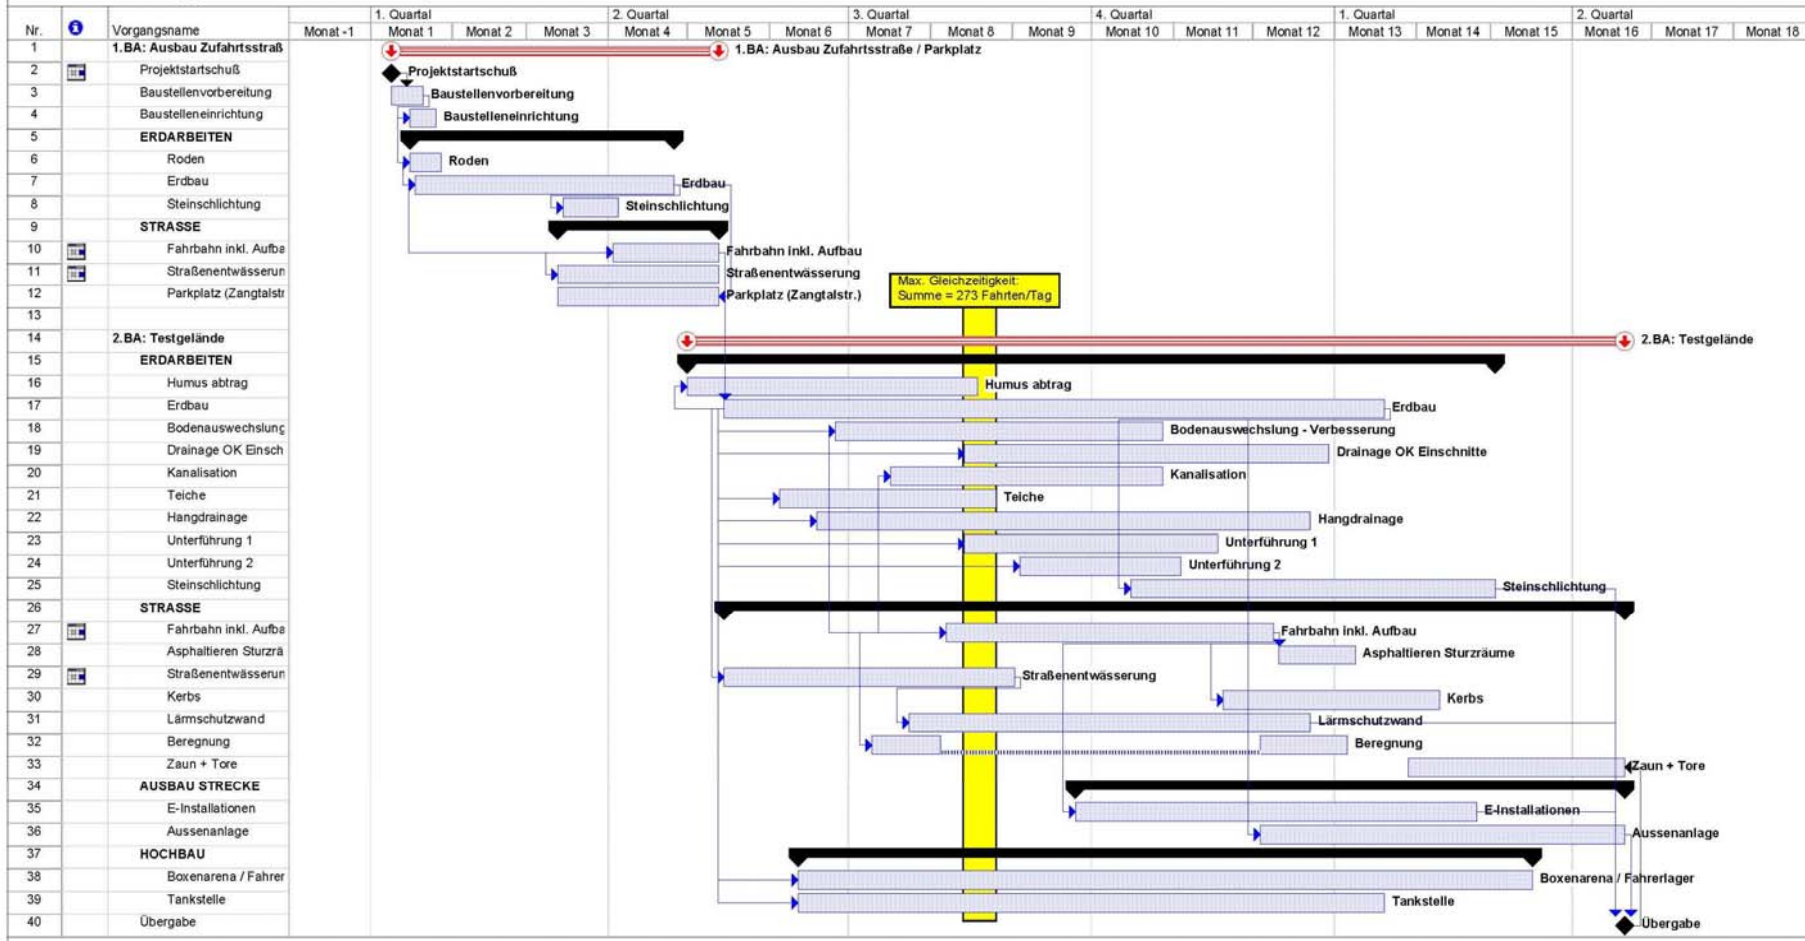 1. Quartal 2. Quartal 3. Quartal 4. Quartal 1. Quartal 2. Quartal
Nr. Vorgangsname Monat -1 Monat 1 Monat 2 Monat 3 Monat 4 Monat 5 Monat 6 Monat 7 Monat 8 Monat 9 Monat 10 Monat 11 Monat 12 Monat 13 Monat 14 Monat 15 Monat 16 Monat 17 Monat 18
1 1.BA: Ausbau Zufahrtsstraß 1.BA: Ausbau Zufahrtsstraße / Parkplatz
2 Projektstartschuß Projektstartschuß
3 Baustellenvorbereitung Baustellenvorbereitung
4 Baustelleneinrichtung Baustelleneinrichtung
5 ERDARBEITEN
6 Roden Roden
7 Erdbau Erdbau
8 Steinschlichtung Steinschlichtung
9 STRASSE
10 Fahrbahn inkl. Aufba Fahrbahn inkl. Aufbau
11 Straßenentwässerun Straßenentwässerung
Max. Gleichzeitigkeit:
12 Parkplatz (Zangtalstr Parkplatz (Zangtalstr.) Summe = 273 Fahrten/Tag
13
14 2.BA: Testgelände 2.BA: Testgelände
15 ERDARBEITEN
16 Humus abtrag Humus abtrag
17 Erdbau Erdbau
18 Bodenauswechslung Bodenauswechslung - Verbesserung
19 Drainage OK Einsch Drainage OK Einschnitte
20 Kanalisation Kanalisation
21 Teiche Teiche
22 Hangdrainage Hangdrainage
23 Unterführung 1 Unterführung 1
24 Unterführung 2 Unterführung 2
25 Steinschlichtung Steinschlichtung
26 STRASSE
27 Fahrbahn inkl. Aufba Fahrbahn inkl. Aufbau
28 Asphaltieren Sturzrä Asphaltieren Sturzräume
29 Straßenentwässerun Straßenentwässerung
30 Kerbs Kerbs
31 Lärmschutzwand Lärmschutzwand
32 Beregnung Beregnung
33 Zaun + Tore Zaun + Tore
34 AUSBAU STRECKE
35 E-Installationen E-Installationen
36 Aussenanlage Aussenanlage
37 HOCHBAU
38 Boxenarena / Fahrer Boxenarena / Fahrerlager
39 Tankstelle Tankstelle
40 Übergabe Übergabe